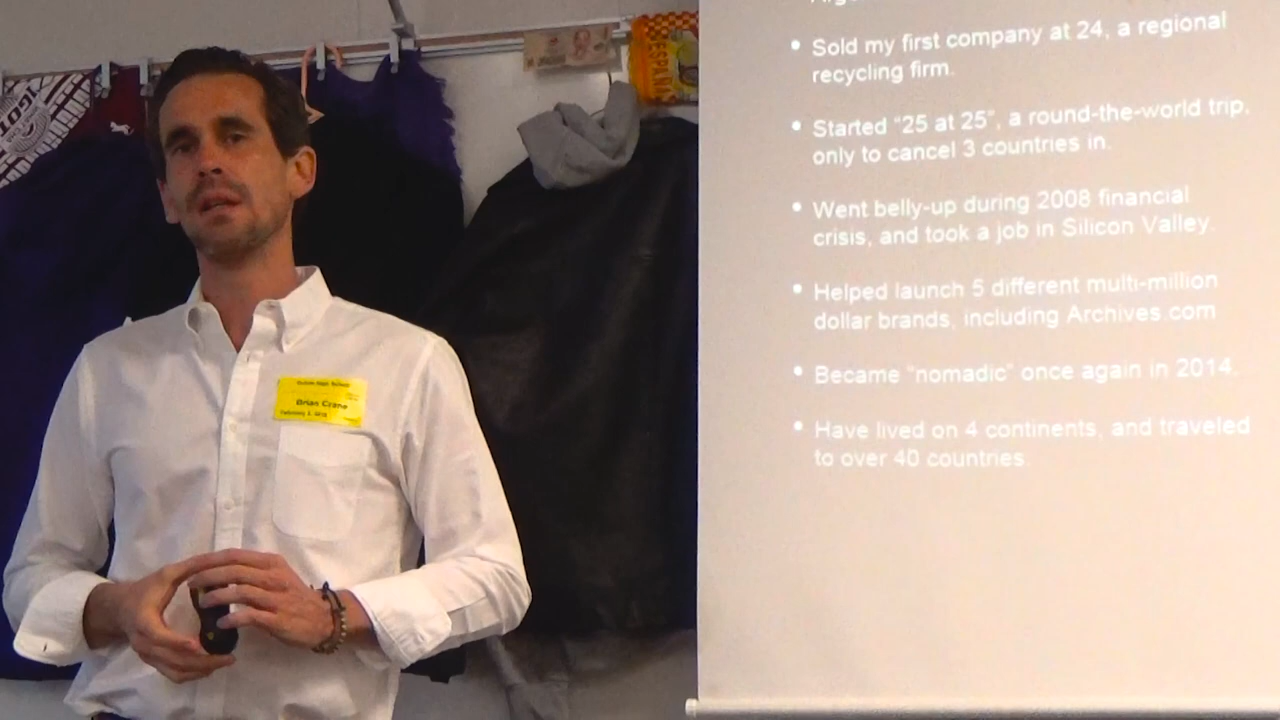 Sold my first company at 24, a regional
recycling firm.
Started "25 at 25", a round-the-world trip,
only to cancel 3 countries in.
Went belly-up during 2008 financial
crisis, and took a job in Silicon Valley.
Helped launch 5 different multi-million
dollar brands, including Archives.com
Became "nomadic" once again in 2014.
Have lived on 4 continents, and traveled
to over 40 countries.
ESPAÑA
Brian Crane